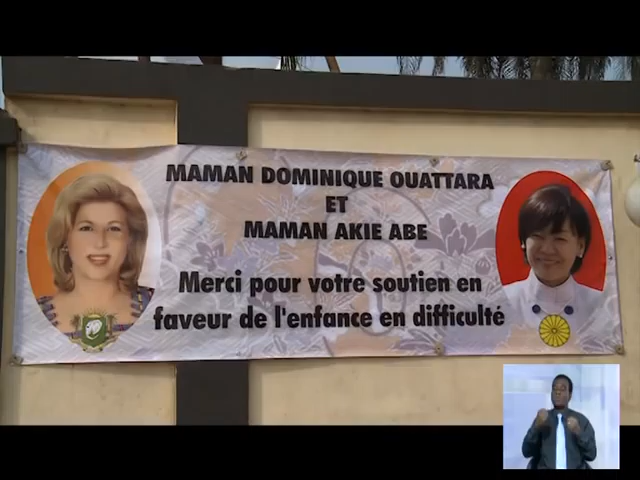 MAMAN DOMINIQUE OUATTARA
ET
MAMAN AKIE ABE
Merci pour votre soutien en
faveur de l'enfance en difficulté